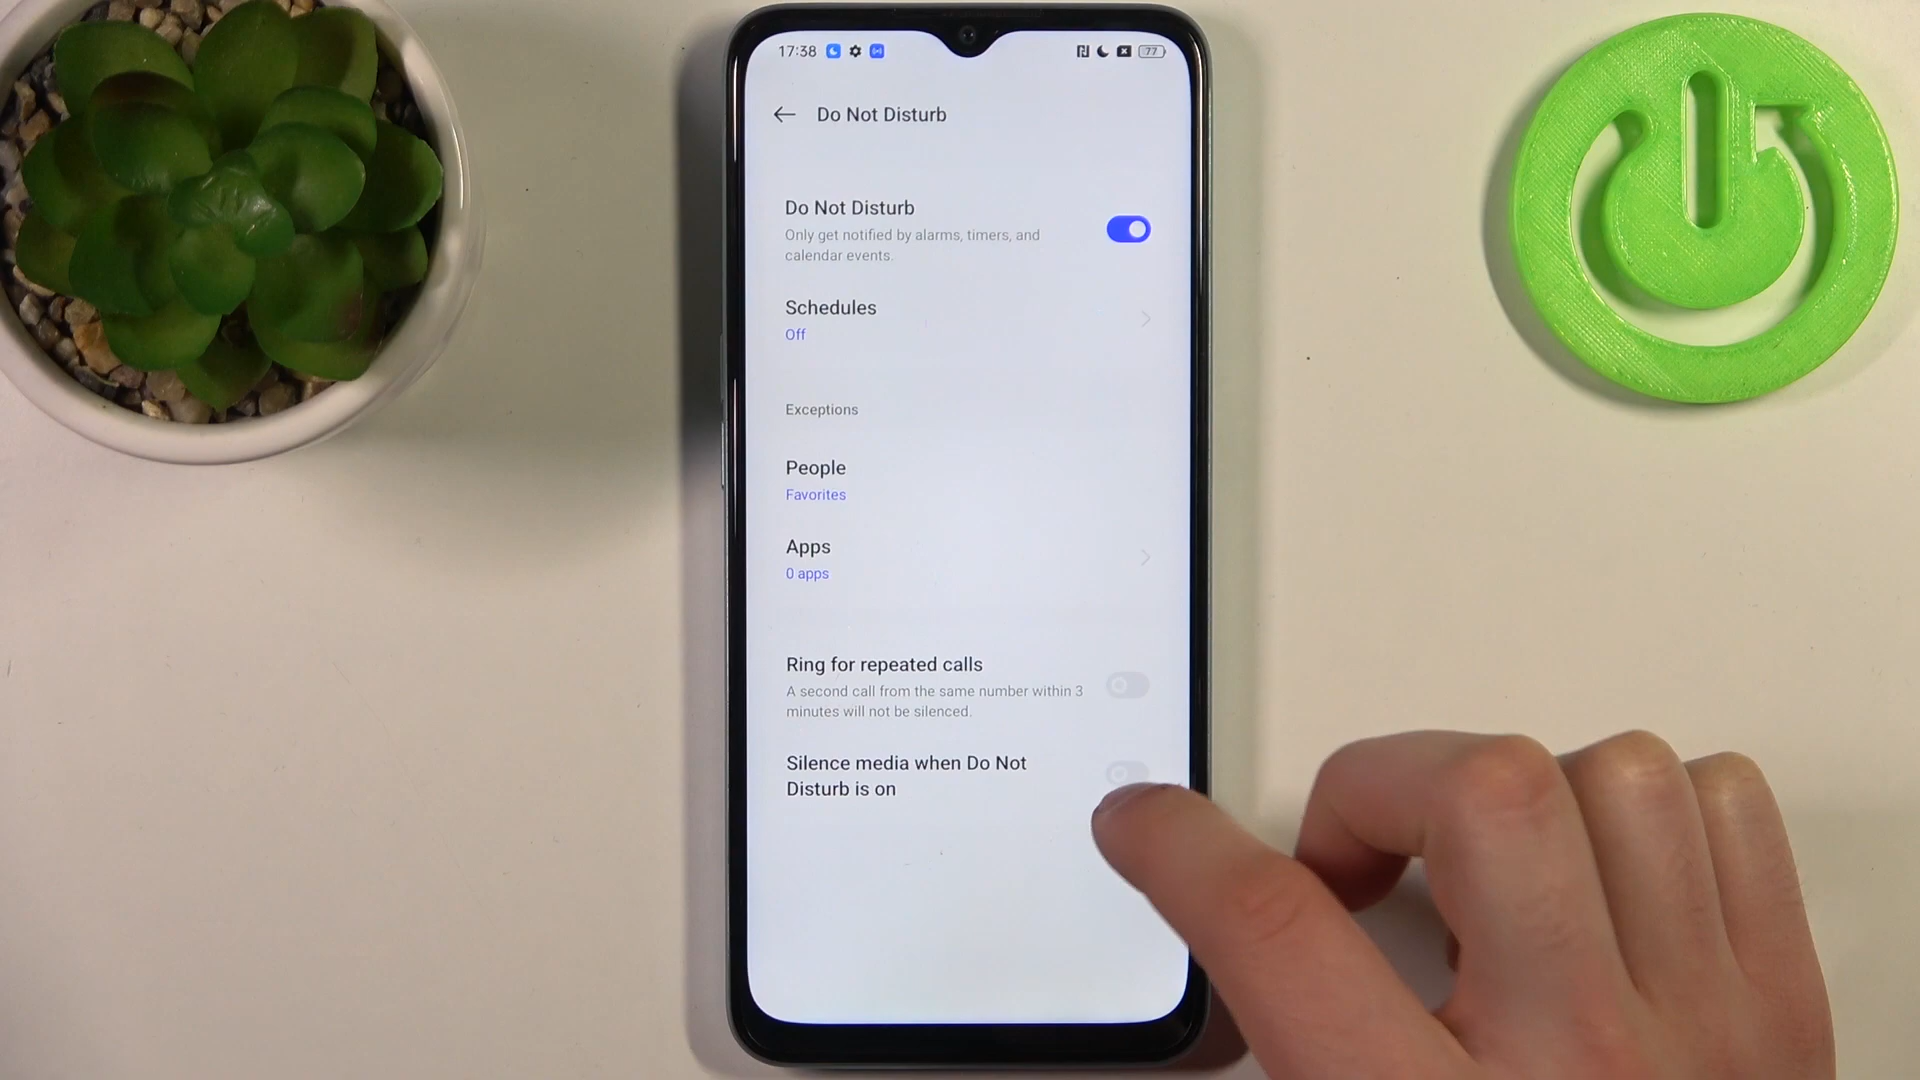 17:38
77
Do Not Disturb
Do Not Disturb
Only get notified by alarms, timers, and
calendar events.
Schedules
Off
Exceptions
People
Favorites
Apps
0 apps
Ring for repeated calls
A second call from the same number within 3
minutes will not be silenced.
Silence media when Do Not
Disturb is on